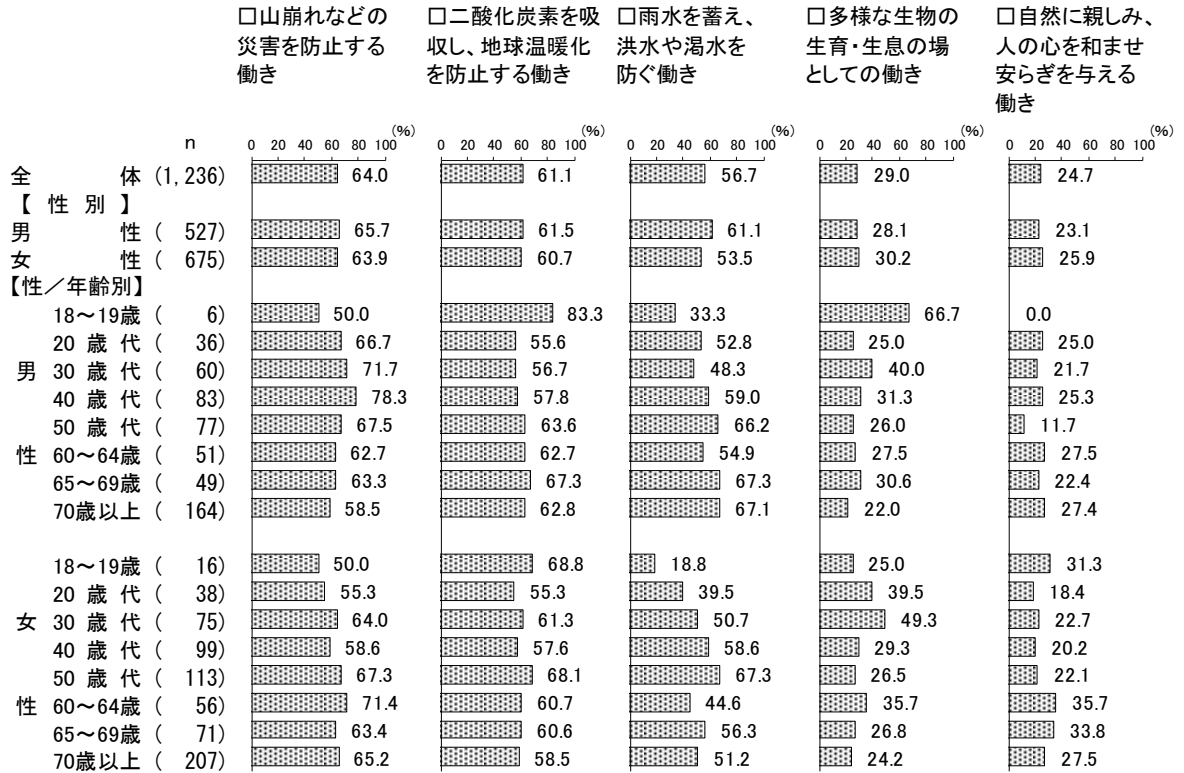 □山崩れなどの災害を防止する働き
□二酸化炭素を吸収し、地球温暖化を防止する働き
□雨水を蓄え、洪水や渇水を防ぐ働き
□多様な生物の生育・生息の場としての働き
□自然に親しみ、人の心を和ませ安らぎを与える働き
n
(%) (%) (%) (%) (%)
0 20 40 60 80 100 0 20 40 60 80 100 0 20 40 60 80 100 0 20 40 60 80 100 0 20 40 60 80 100
全体 (1,236) 64.0 61.1 56.7 29.0 24.7
【性別】
男性 ( 527) 65.7 61.5 61.1 28.1 23.1
女性 ( 675) 63.9 60.7 53.5 30.2 25.9
【性／年齢別】
18～19歳 ( 6) 50.0 83.3 33.3 66.7 0.0
20歳代 ( 36) 66.7 55.6 52.8 25.0 25.0
男 30歳代 ( 60) 71.7 56.7 48.3 40.0 21.7
40歳代 ( 83) 78.3 57.8 59.0 31.3 25.3
50歳代 ( 77) 67.5 63.6 66.2 26.0 11.7
性 60～64歳 ( 51) 62.7 62.7 54.9 27.5 27.5
65～69歳 ( 49) 63.3 67.3 67.3 30.6 22.4
70歳以上 ( 164) 58.5 62.8 67.1 22.0 27.4
18～19歳 ( 16) 50.0 68.8 18.8 25.0 31.3
20歳代 ( 38) 55.3 55.3 39.5 39.5 18.4
女 30歳代 ( 75) 64.0 61.3 50.7 49.3 22.7
40歳代 ( 99) 58.6 57.6 58.6 29.3 20.2
50歳代 ( 113) 67.3 68.1 67.3 26.5 22.1
性 60～64歳 ( 56) 71.4 60.7 44.6 35.7 35.7
65～69歳 ( 71) 63.4 60.6 56.3 26.8 33.8
70歳以上 ( 207) 65.2 58.5 51.2 24.2 27.5